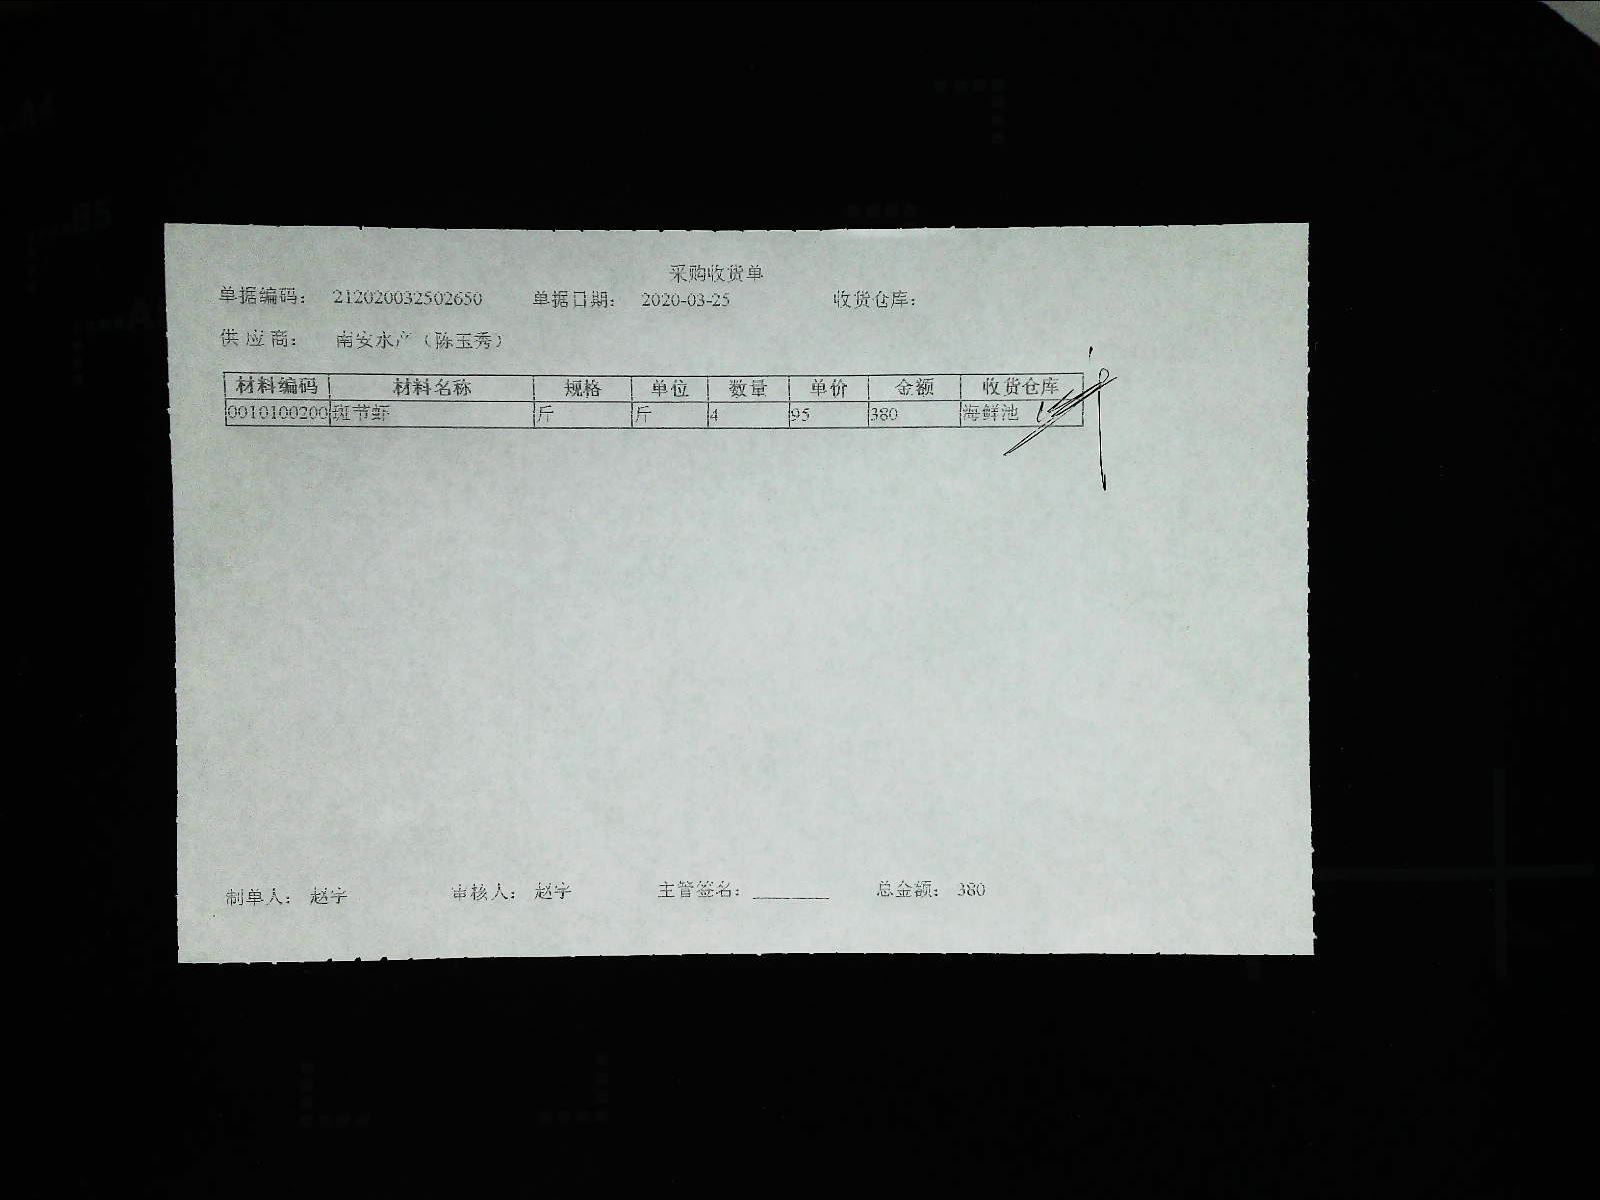 采购收货单
单据编码： 212020032502650 单据日期： 2020-03-25 收货仓库：
供 应 商： 南安水产（陈玉秀）
材料编码 材料名称 规格 单位 数量 单价 金额 收货仓库
0010100200 斑节虾 斤 斤 4 95 380 海鲜池
制单人： 赵宇 审核人： 赵宇 主管签名： 总金额： 380